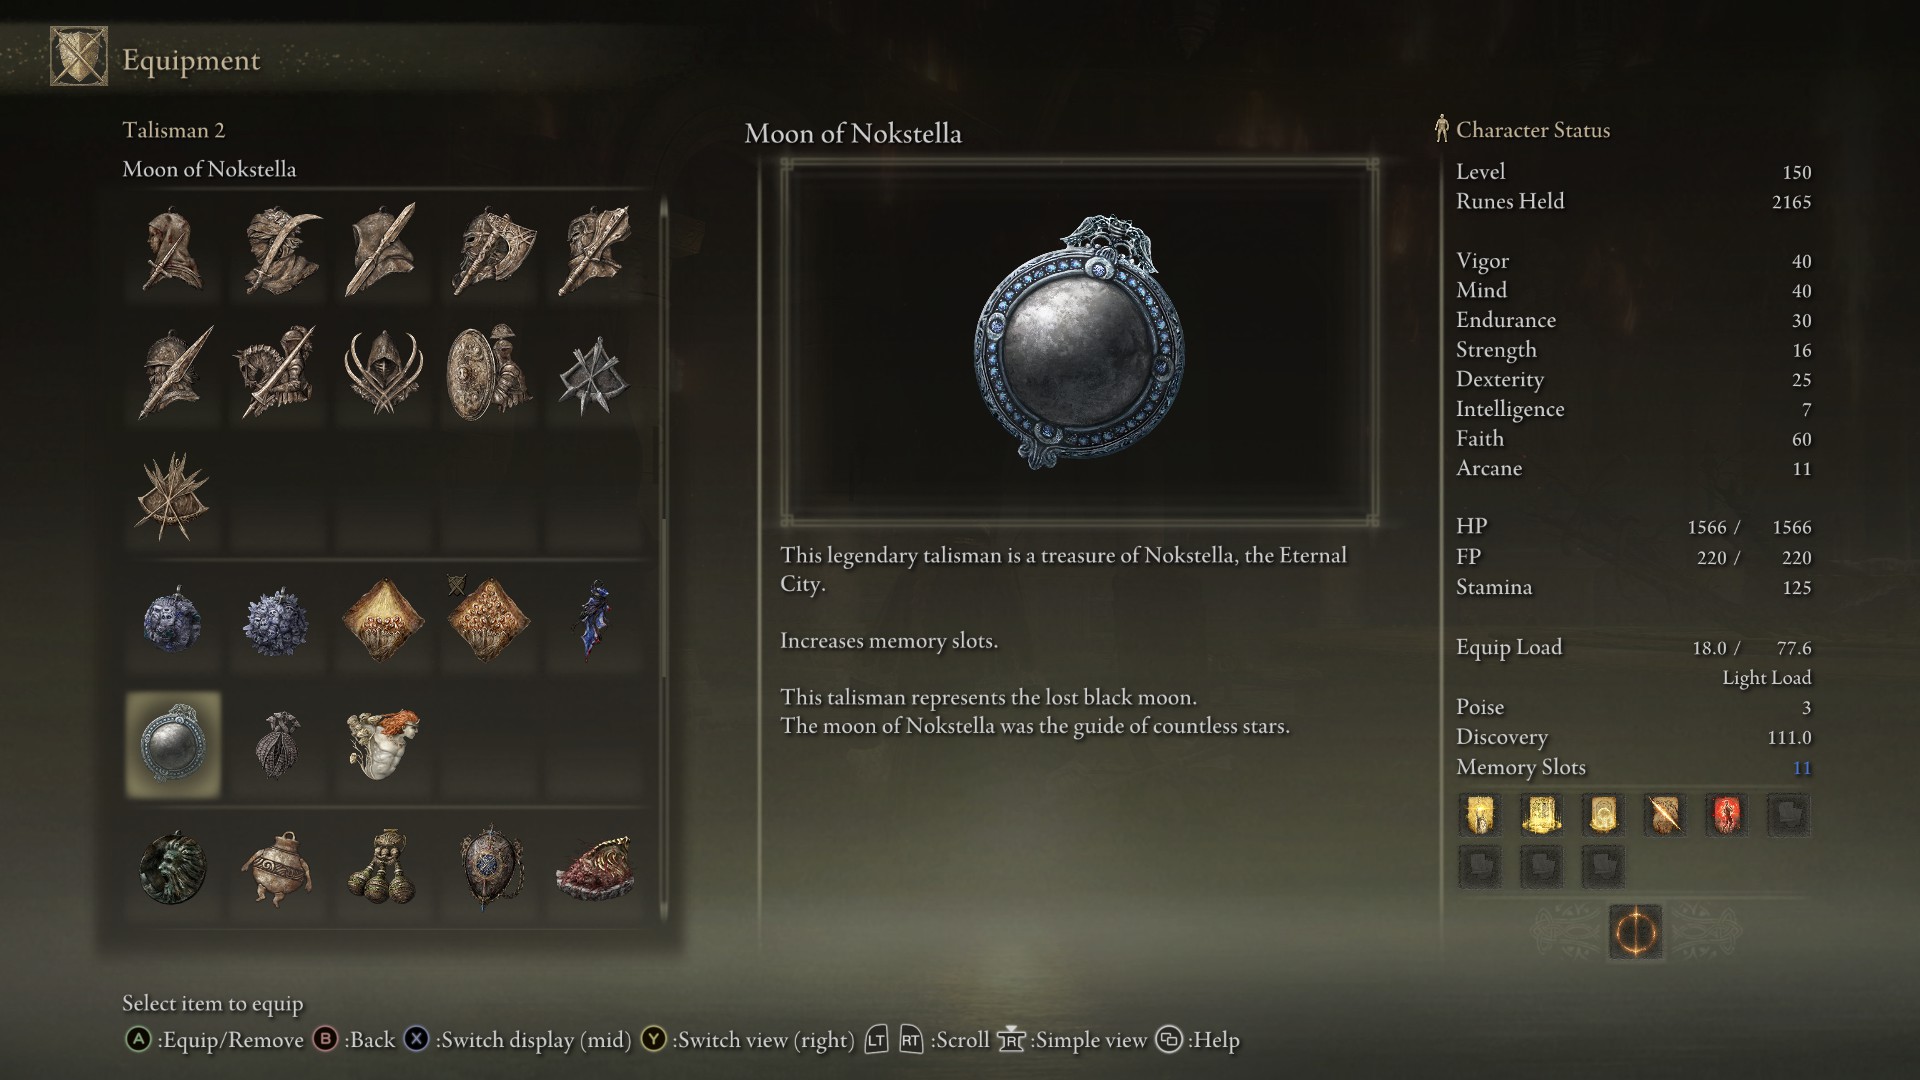 Equipment
Talisman 2
Moon of Nokstella
Moon of Nokstella
This legendary talisman is a treasure of Nokstella, the Eternal
City.
Increases memory slots.
This talisman represents the lost black moon.
The moon of Nokstella was the guide of countless stars.
Character Status
Level 150
Runes Held 2165
Vigor 40
Mind 40
Endurance 30
Strength 16
Dexterity 25
Intelligence 7
Faith 60
Arcane 11
HP 1566 / 1566
FP 220 / 220
Stamina 125
Equip Load 18.0 / 77.6
Light Load
Poise 3
Discovery 111.0
Memory Slots 11
Select item to equip
A :Equip/Remove B :Back X :Switch display (mid) Y :Switch view (right) LT RT :Scroll R :Simple view :Help